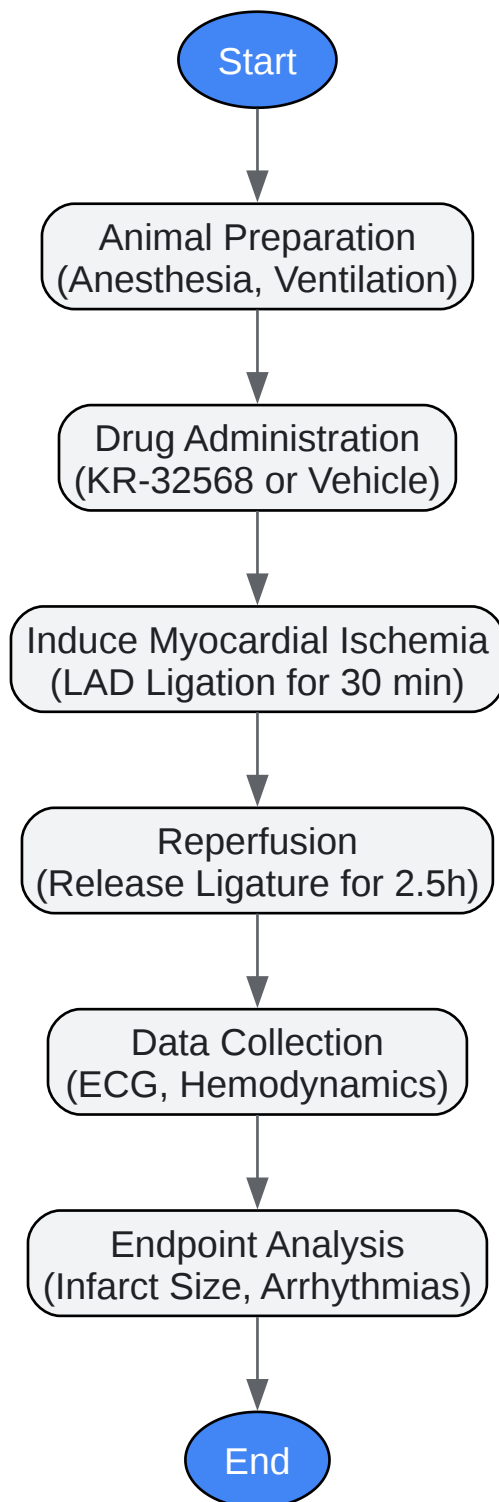 Start
Animal Preparation
(Anesthesia, Ventilation)
Drug Administration
(KR-32568 or Vehicle)
Induce Myocardial Ischemia
(LAD Ligation for 30 min)
Reperfusion
(Release Ligature for 2.5h)
Data Collection
(ECG, Hemodynamics)
Endpoint Analysis
(Infarct Size, Arrhythmias)
End